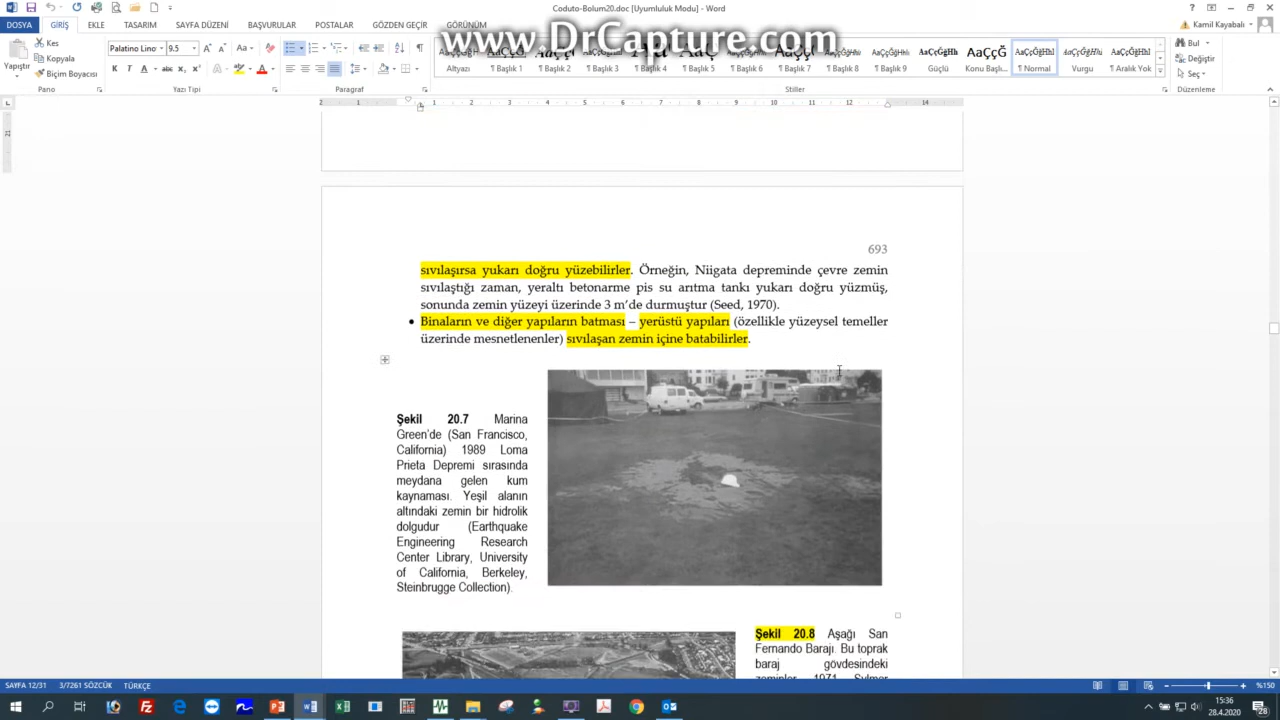 Coduto-Bolum20.doc [Uyumluluk Modu] - Word
DOSYA GİRİŞ EKLE TASARIM SAYFA DÜZENİ BAŞVURULAR POSTALAR GÖZDEN GEÇİR GÖRÜNÜM
Kamil Kayabalı
www.DrCapture.com
Yapıştır
Kes
Kopyala
Biçim Boyacısı
Palatino Lino 9.5
Altyazı ¶ Başlık 1 ¶ Başlık 2 ¶ Başlık 3 ¶ Başlık 4 ¶ Başlık 5 ¶ Başlık 6 ¶ Başlık 7 ¶ Başlık 8 ¶ Başlık 9 Güçlü Konu Başlı... ¶ Normal Vurgu ¶ Aralık Yok
Bul
Değiştir
Seç
Pano Yazı Tipi Paragraf Stiller Düzenleme
693
sıvılaşırsa yukarı doğru yüzebilirler. Örneğin, Niigata depreminde çevre zemin
sıvılaştığı zaman, yeraltı betonarme pis su arıtma tankı yukarı doğru yüzmüş,
sonunda zemin yüzeyi üzerinde 3 m'de durmuştur (Seed, 1970).
• Binaların ve diğer yapıların batması – yerüstü yapıları (özellikle yüzeysel temeller
üzerinde mesnetlenenler) sıvılaşan zemin içine batabilirler.
Şekil 20.7 Marina
Green'de (San Francisco,
California) 1989 Loma
Prieta Depremi sırasında
meydana gelen kum
kaynaması. Yeşil alanın
altındaki zemin bir hidrolik
dolgudur (Earthquake
Engineering Research
Center Library, University
of California, Berkeley,
Steinbrugge Collection).
Şekil 20.8 Aşağı San
Fernando Barajı. Bu toprak
baraj gövdesindeki
zeminler 1971 Sylmar
SAYFA 12/31 3/7261 SÖZCÜK TÜRKÇE
%150
15:36
28.4.2020
28